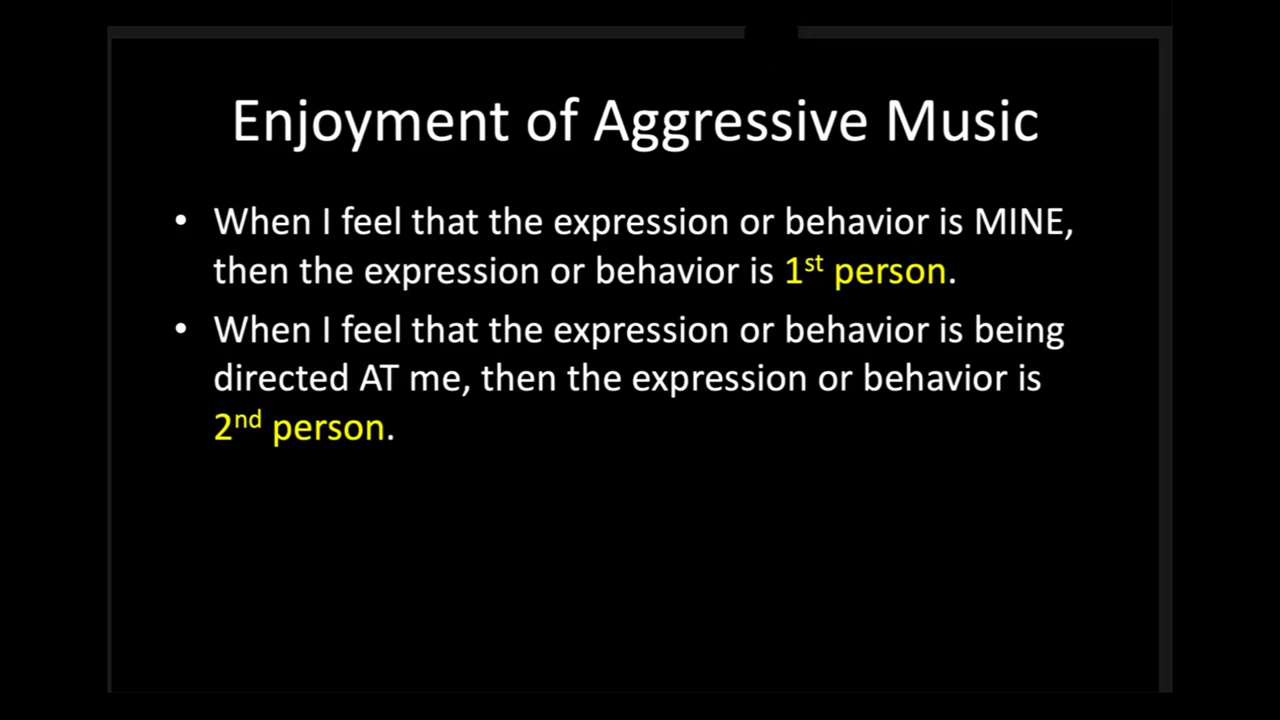 Enjoyment of Aggressive Music
• When I feel that the expression or behavior is MINE,
then the expression or behavior is 1st person.
• When I feel that the expression or behavior is being
directed AT me, then the expression or behavior is
2nd person.